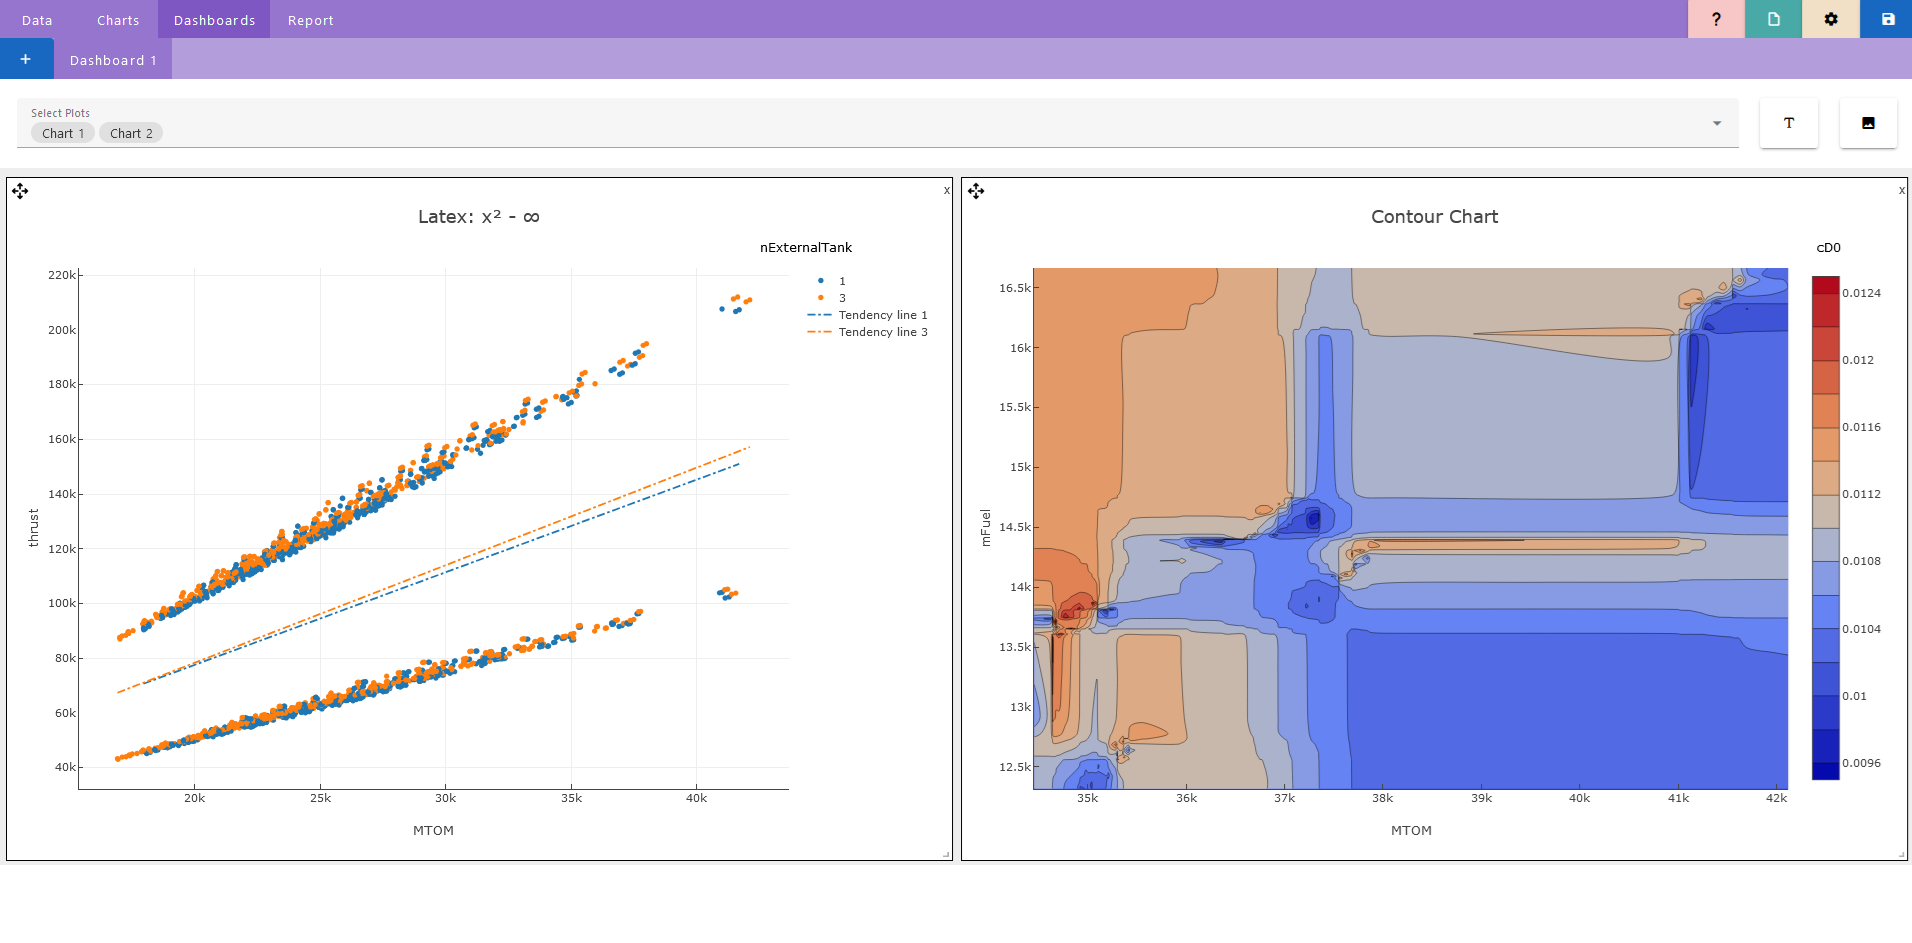 Data Charts Dashboards Report ?
+ Dashboard 1
Select Plots
Chart 1 Chart 2
T
x
Latex: x² - ∞
nExternalTank
1
3
Tendency line 1
Tendency line 3
220k
200k
180k
160k
140k
120k
100k
80k
60k
40k
thrust
20k 25k 30k 35k 40k
MTOM
x
Contour Chart
cD0
16.5k
16k
15.5k
15k
14.5k
14k
13.5k
13k
12.5k
mFuel
35k 36k 37k 38k 39k 40k 41k 42k
MTOM
0.0124
0.012
0.0116
0.0112
0.0108
0.0104
0.01
0.0096